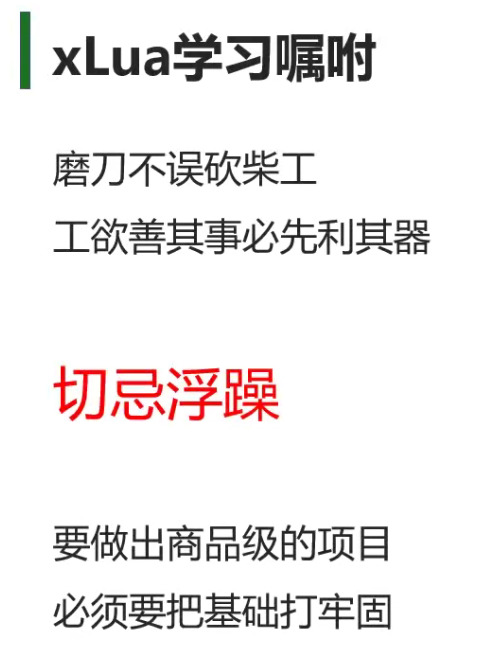 xLua学习嘱咐
磨刀不误砍柴工
工欲善其事必先利其器
切忌浮躁
要做出商品级的项目
必须要把基础打牢固